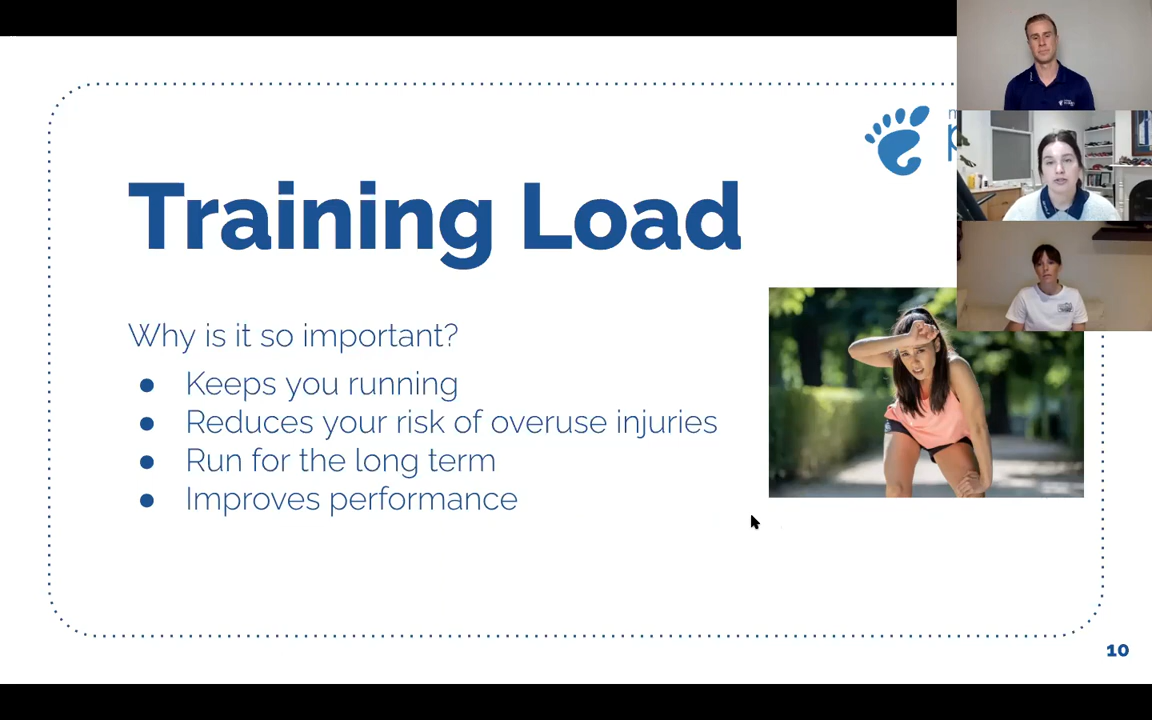 Training Load
Why is it so important?
● Keeps you running
● Reduces your risk of overuse injuries
● Run for the long term
● Improves performance
10